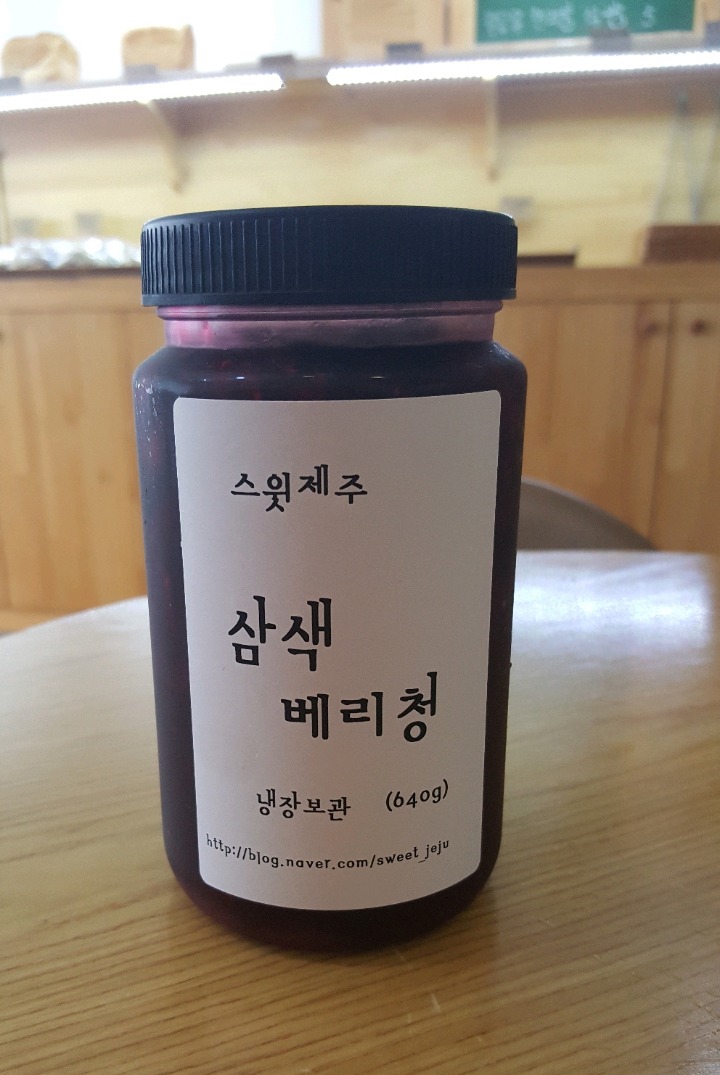 스윗제주
삼색
베리청
냉장보관 (640g)
http://blog.naver.com/sweet_jeju